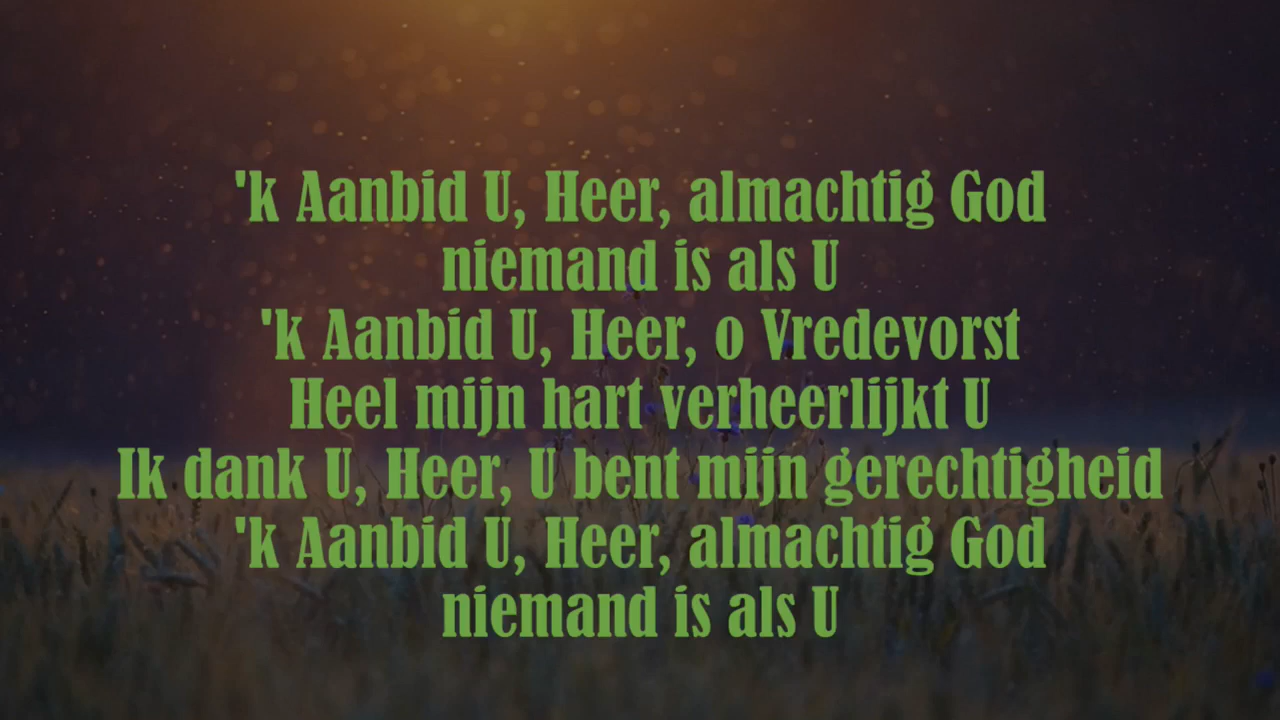 'k Aanbid U, Heer, almachtig God
niemand is als U
'k Aanbid U, Heer, o Vredevorst
Heel mijn hart verheerlijkt U
Ik dank U, Heer, U bent mijn gerechtigheid
'k Aanbid U, Heer, almachtig God
niemand is als U